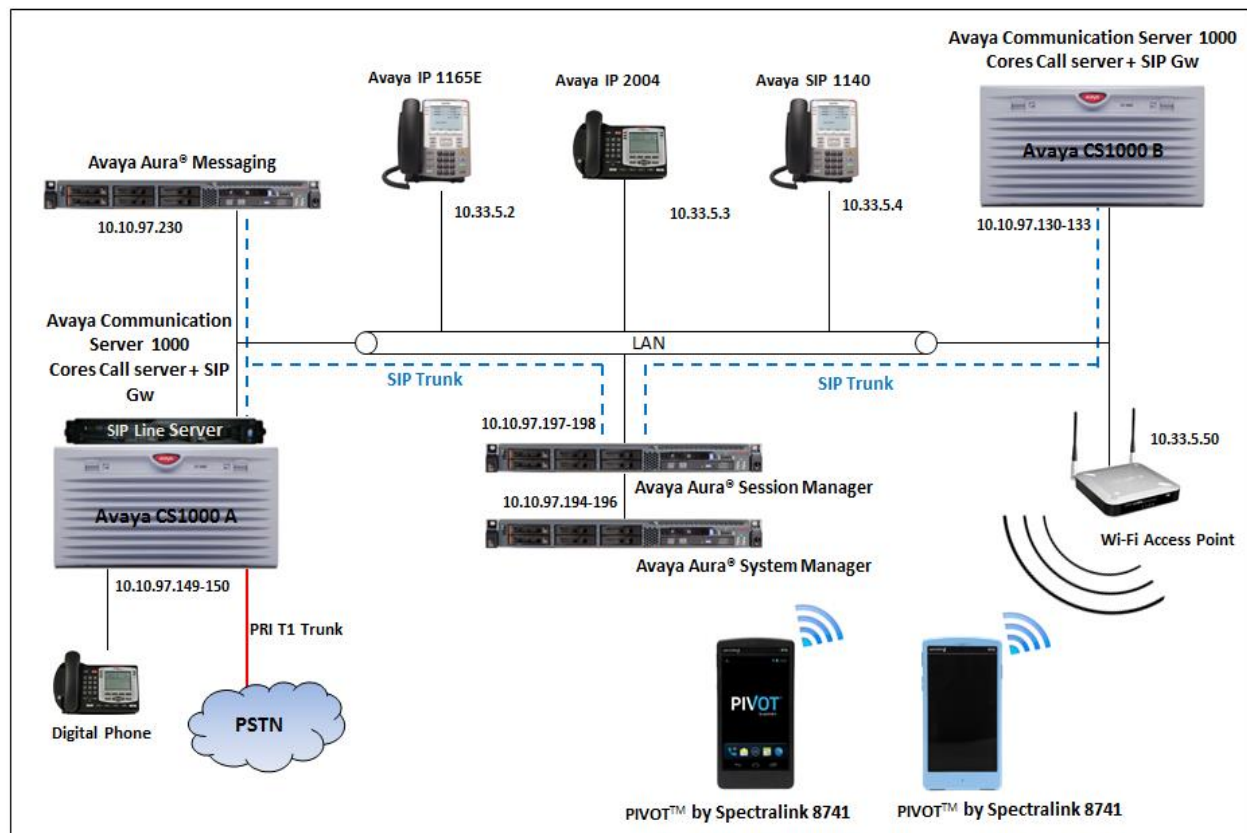 Avaya Communication Server 1000
Cores Call server + SIP Gw
Avaya IP 1165E
Avaya IP 2004
Avaya SIP 1140
Avaya CS1000 B
Avaya Aura® Messaging
10.10.97.230
10.33.5.2
10.33.5.3
10.33.5.4
10.10.97.130-133
Avaya Communication
Server 1000
Cores Call server + SIP
Gw
LAN
SIP Trunk
SIP Trunk
SIP Line Server
10.10.97.197-198
Avaya Aura® Session Manager
10.33.5.50
Avaya CS1000 A
10.10.97.194-196
Avaya Aura® System Manager
Wi-Fi Access Point
10.10.97.149-150
PRI T1 Trunk
Digital Phone
PSTN
PIVOT
PIVOT™ by Spectralink 8741
PIVOT™ by Spectralink 8741